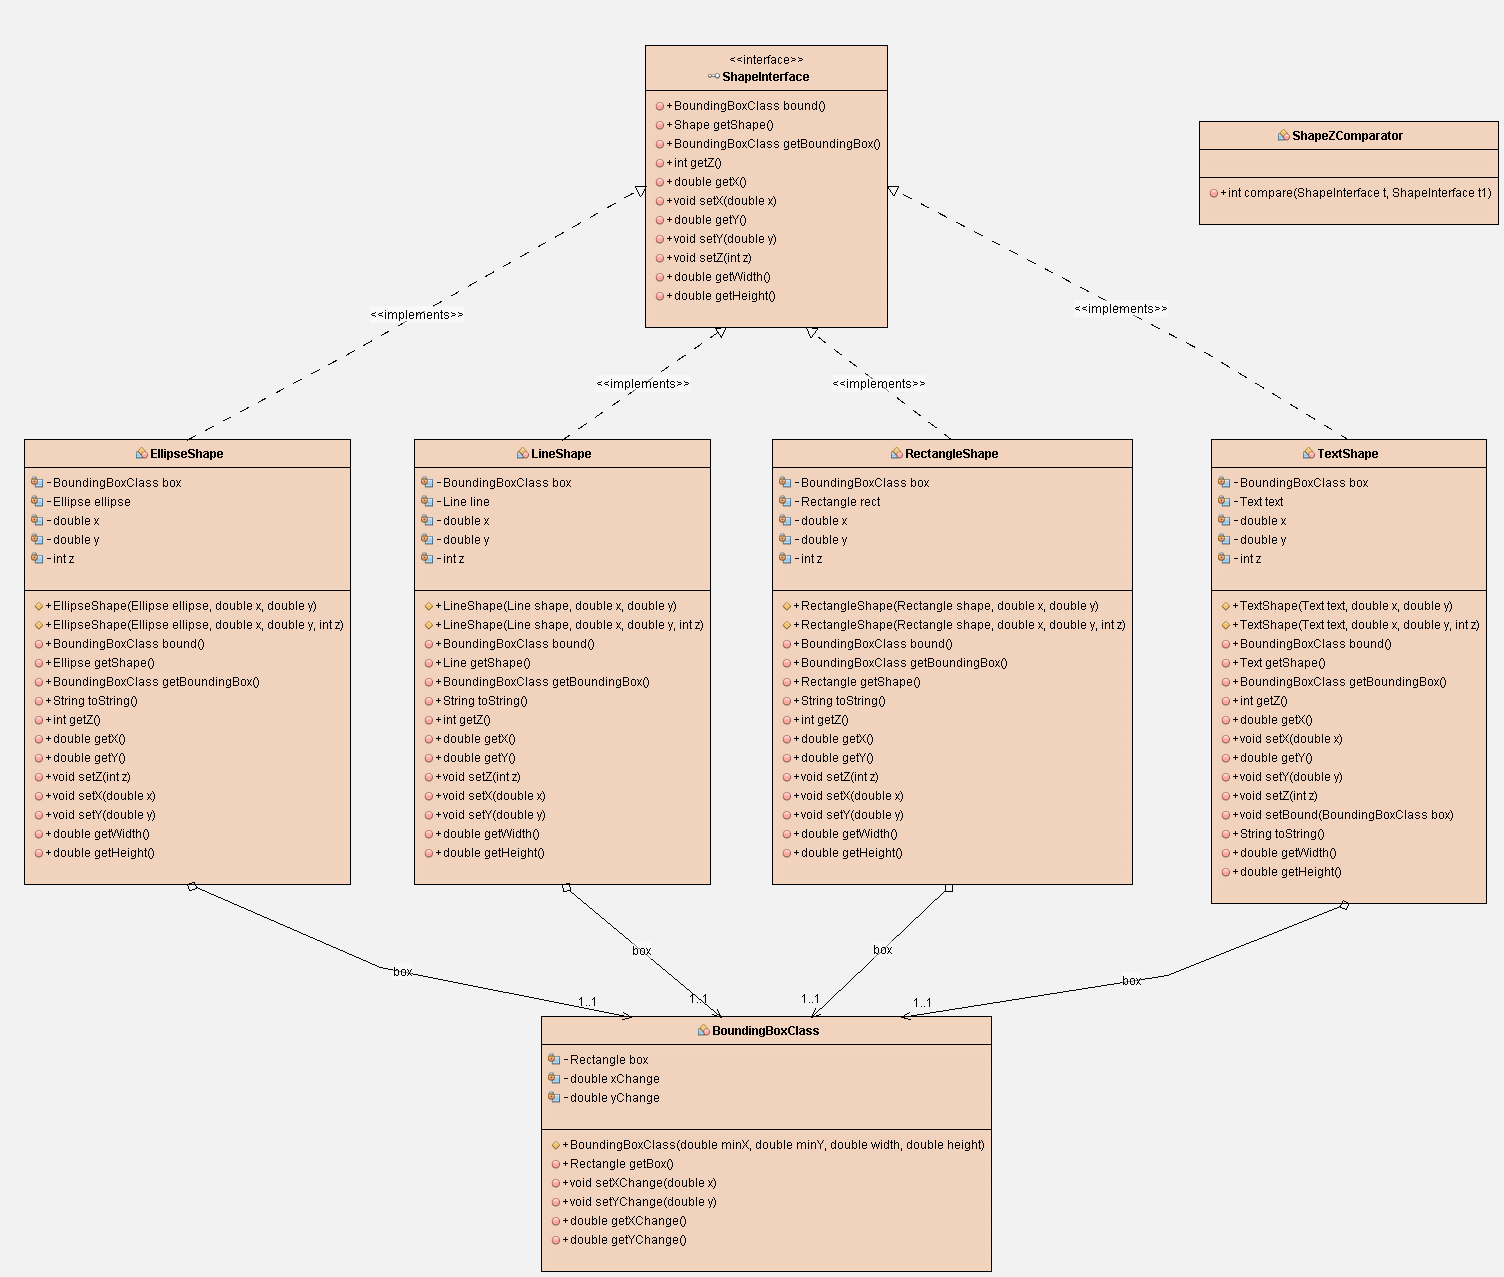 <<interface>>
ShapeInterface
+BoundingBoxClass bound()
+Shape getShape()
+BoundingBoxClass getBoundingBox()
+int getZ()
+double getX()
+void setX(double x)
+double getY()
+void setY(double y)
+void setZ(int z)
+double getWidth()
+double getHeight()
ShapeZComparator
+int compare(ShapeInterface t, ShapeInterface t1)
<<implements>>
<<implements>>
<<implements>>
<<implements>>
EllipseShape
-BoundingBoxClass box
-Ellipse ellipse
-double x
-double y
-int z
+EllipseShape(Ellipse ellipse, double x, double y)
+EllipseShape(Ellipse ellipse, double x, double y, int z)
+BoundingBoxClass bound()
+Ellipse getShape()
+BoundingBoxClass getBoundingBox()
+String toString()
+int getZ()
+double getX()
+double getY()
+void setZ(int z)
+void setX(double x)
+void setY(double y)
+double getWidth()
+double getHeight()
LineShape
-BoundingBoxClass box
-Line line
-double x
-double y
-int z
+LineShape(Line shape, double x, double y)
+LineShape(Line shape, double x, double y, int z)
+BoundingBoxClass bound()
+Line getShape()
+BoundingBoxClass getBoundingBox()
+String toString()
+int getZ()
+double getX()
+double getY()
+void setZ(int z)
+void setX(double x)
+void setY(double y)
+double getWidth()
+double getHeight()
RectangleShape
-BoundingBoxClass box
-Rectangle rect
-double x
-double y
-int z
+RectangleShape(Rectangle shape, double x, double y)
+RectangleShape(Rectangle shape, double x, double y, int z)
+BoundingBoxClass bound()
+BoundingBoxClass getBoundingBox()
+Rectangle getShape()
+String toString()
+int getZ()
+double getX()
+double getY()
+void setZ(int z)
+void setX(double x)
+void setY(double y)
+double getWidth()
+double getHeight()
TextShape
-BoundingBoxClass box
-Text text
-double x
-double y
-int z
+TextShape(Text text, double x, double y)
+TextShape(Text text, double x, double y, int z)
+BoundingBoxClass bound()
+Text getShape()
+BoundingBoxClass getBoundingBox()
+int getZ()
+double getX()
+void setX(double x)
+double getY()
+void setY(double y)
+void setZ(int z)
+void setBound(BoundingBoxClass box)
+String toString()
+double getWidth()
+double getHeight()
box
box
box
box
1..1
1..1
1..1
1..1
BoundingBoxClass
-Rectangle box
-double xChange
-double yChange
+BoundingBoxClass(double minX, double minY, double width, double height)
+Rectangle getBox()
+void setXChange(double x)
+void setYChange(double y)
+double getXChange()
+double getYChange()